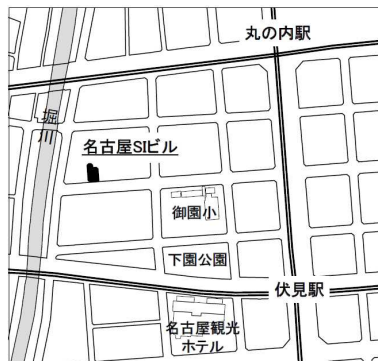 丸の内駅
堀川
名古屋SIビル
御園小
下園公園
伏見駅
名古屋観光
ホテル